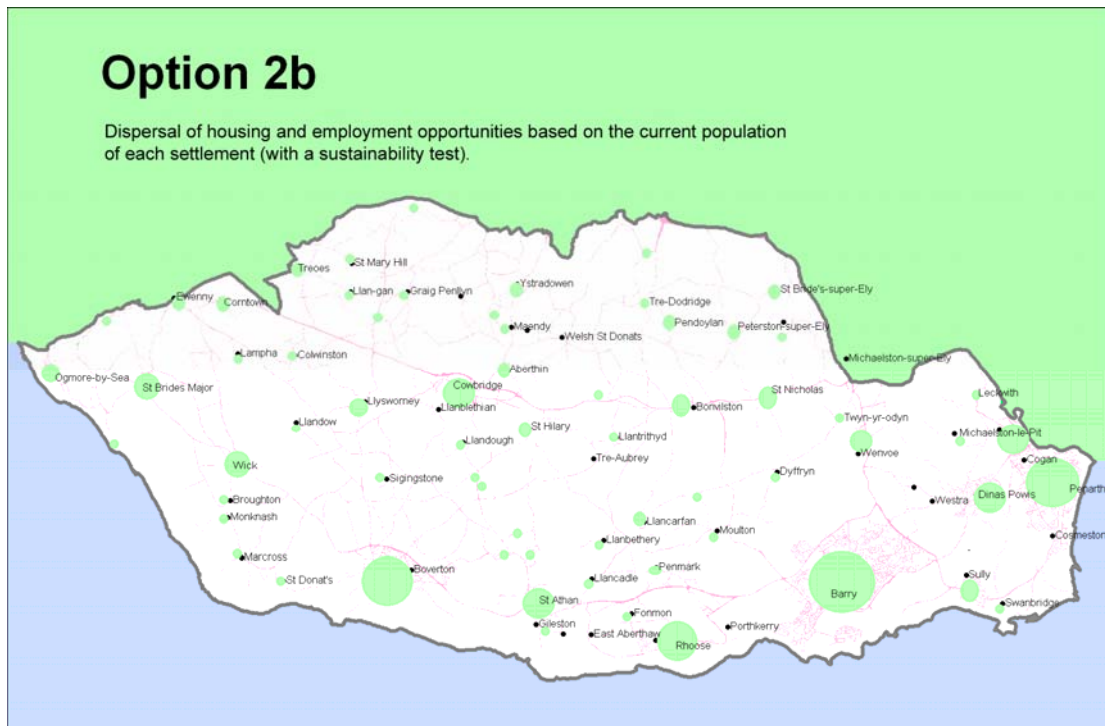 Option 2b
Dispersal of housing and employment opportunities based on the current population
of each settlement (with a sustainability test).
Treoes
St Mary Hill
Llan-gan
Graig Penllyn
Ystradowen
Tre-Dodridge
St Bride's-super-Ely
Ewenny
Corntown
Maendy
Welsh St Donats
Pendoylan
Peterston-super-Ely
Lampha
Colwinston
Michaelston-super-Ely
Ogmore-by-Sea
St Brides Major
Aberthin
Cowbridge
St Nicholas
Leckwith
Llysworney
Llanblethian
Bonvilston
Twyn-yr-odyn
Llandow
Llandough
St Hilary
Llantrithyd
Michaelston-le-Pit
Wick
Tre-Aubrey
Wenvoe
Cogan
Sigingstone
Dyffryn
Westra
Dinas Powis
Penarth
Broughton
Monknash
Llancarfan
Moulton
Cosmeston
Marcross
Llanbethery
St Donat's
Boverton
Llancadle
Penmark
Sully
St Athan
Barry
Swanbridge
Gileston
Fonmon
East Aberthaw
Porthkerry
Rhoose